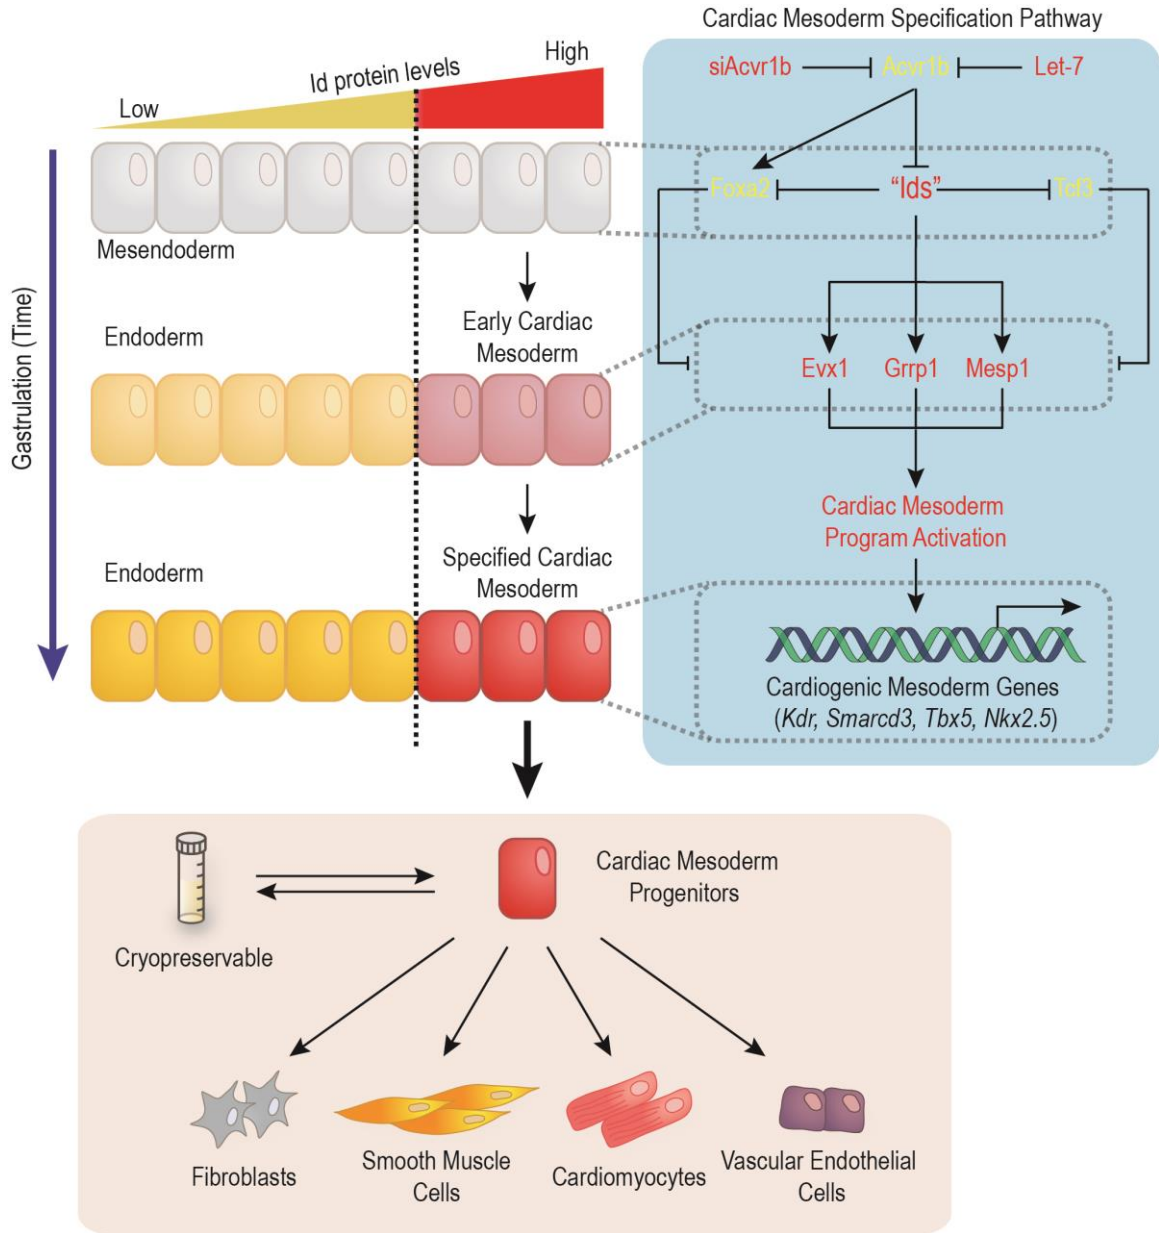 Cardiac Mesoderm Specification Pathway
High
Id protein levels
Low
siAcvr1b
Acvr1b
Let-7
Foxa2
“Ids”
Tcf3
Mesendoderm
Gastrulation (Time)
Endoderm
Early Cardiac
Mesoderm
Evx1
Grrp1
Mesp1
Cardiac Mesoderm
Program Activation
Endoderm
Specified Cardiac
Mesoderm
Cardiogenic Mesoderm Genes
(Kdr, Smarcd3, Tbx5, Nkx2.5)
Cryopreservable
Cardiac Mesoderm
Progenitors
Fibroblasts
Smooth Muscle
Cells
Cardiomyocytes
Vascular Endothelial
Cells